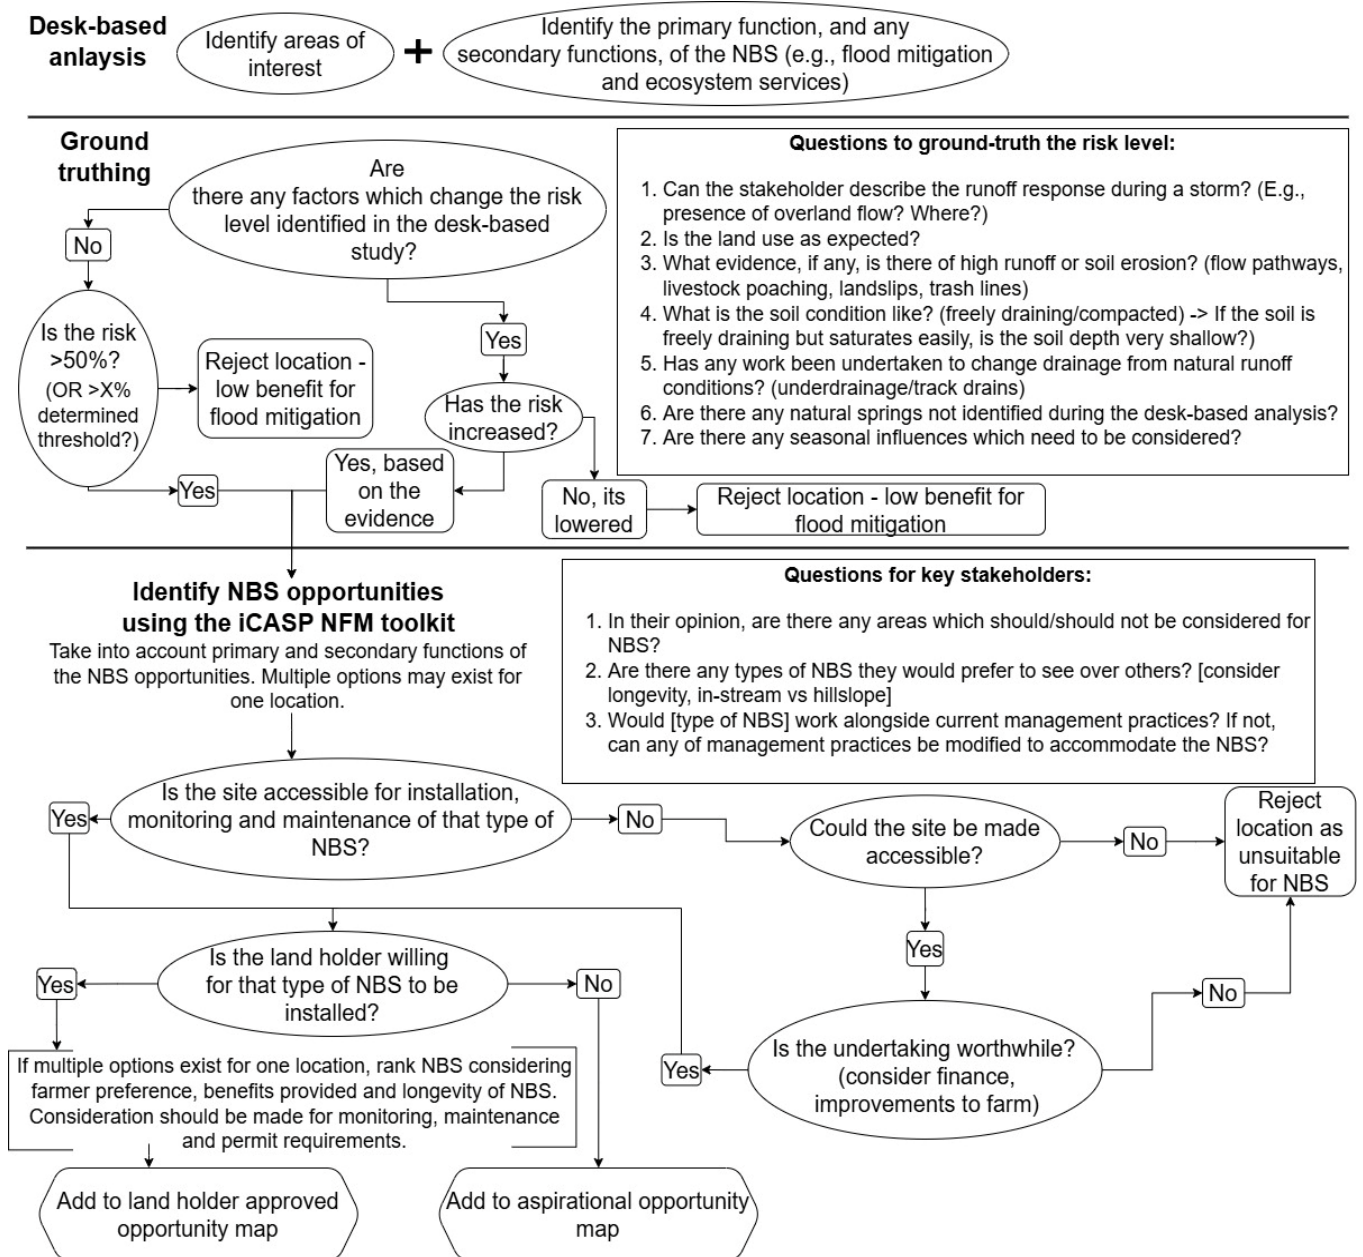 Desk-based
anlaysis
Identify areas of
interest
+
Identify the primary function, and any
secondary functions, of the NBS (e.g., flood mitigation
and ecosystem services)
Ground
truthing
Are
there any factors which change the risk
level identified in the desk-based
study?
No
Is the risk
>50%?
(OR >X%
determined
threshold?)
Reject location -
low benefit for
flood mitigation
Yes
Yes
Has the risk
increased?
Yes, based
on the
evidence
No, its
lowered
Reject location - low benefit for
flood mitigation
Questions to ground-truth the risk level:
1. Can the stakeholder describe the runoff response during a storm? (E.g.,
presence of overland flow? Where?)
2. Is the land use as expected?
3. What evidence, if any, is there of high runoff or soil erosion? (flow pathways,
livestock poaching, landslips, trash lines)
4. What is the soil condition like? (freely draining/compacted) -> If the soil is
freely draining but saturates easily, is the soil depth very shallow?)
5. Has any work been undertaken to change drainage from natural runoff
conditions? (underdrainage/track drains)
6. Are there any natural springs not identified during the desk-based analysis?
7. Are there any seasonal influences which need to be considered?
Identify NBS opportunities
using the iCASP NFM toolkit
Take into account primary and secondary functions of
the NBS opportunities. Multiple options may exist for
one location.
Questions for key stakeholders:
1. In their opinion, are there any areas which should/should not be considered for
NBS?
2. Are there any types of NBS they would prefer to see over others? [consider
longevity, in-stream vs hillslope]
3. Would [type of NBS] work alongside current management practices? If not,
can any of management practices be modified to accommodate the NBS?
Yes
Is the site accessible for installation,
monitoring and maintenance of that type of
NBS?
No
Could the site be made
accessible?
No
Reject
location as
unsuitable
for NBS
Yes
Is the undertaking worthwhile?
(consider finance,
improvements to farm)
No
Yes
Is the land holder willing
for that type of NBS to be
installed?
Yes
No
If multiple options exist for one location, rank NBS considering
farmer preference, benefits provided and longevity of NBS.
Consideration should be made for monitoring, maintenance
and permit requirements.
Add to land holder approved
opportunity map
Add to aspirational opportunity
map